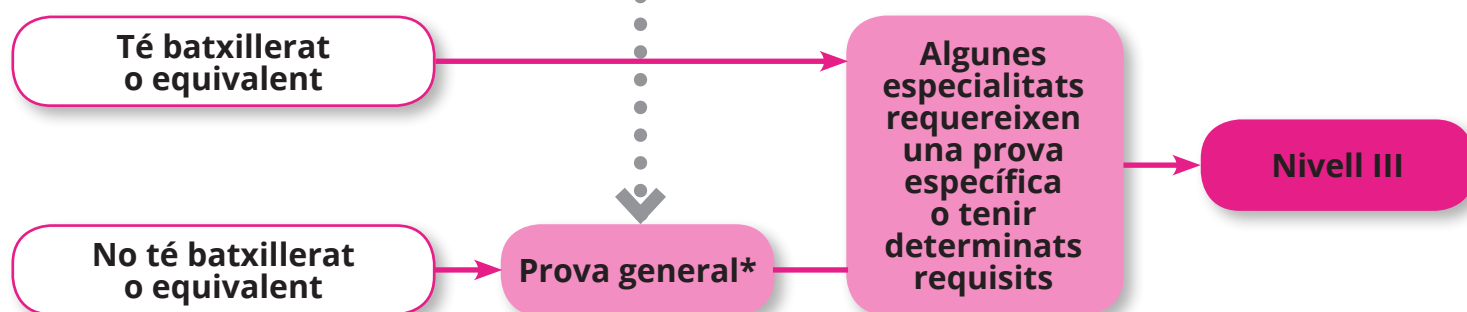 Té batxillerat
o equivalent
Algunes
especialitats
requereixen
una prova
específica
o tenir
determinats
requisits
Nivell III
No té batxillerat
o equivalent
Prova general*